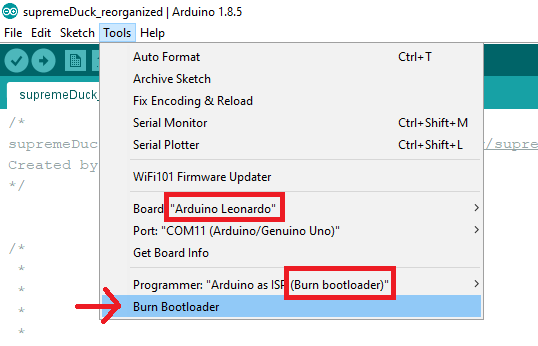 supremeDuck_reorganized | Arduino 1.8.5
File Edit Sketch Tools Help
Auto Format Ctrl+T
supremeDuck_ Archive Sketch
Fix Encoding & Reload
/* Serial Monitor Ctrl+Shift+M
supremeDuc Serial Plotter Ctrl+Shift+L /supre
Created by
*/ WiFi101 Firmware Updater
Board: "Arduino Leonardo"
Port: "COM11 (Arduino/Genuino Uno)"
/* Get Board Info
*
* Programmer: "Arduino as ISP (Burn bootloader)"
* Burn Bootloader
*
*